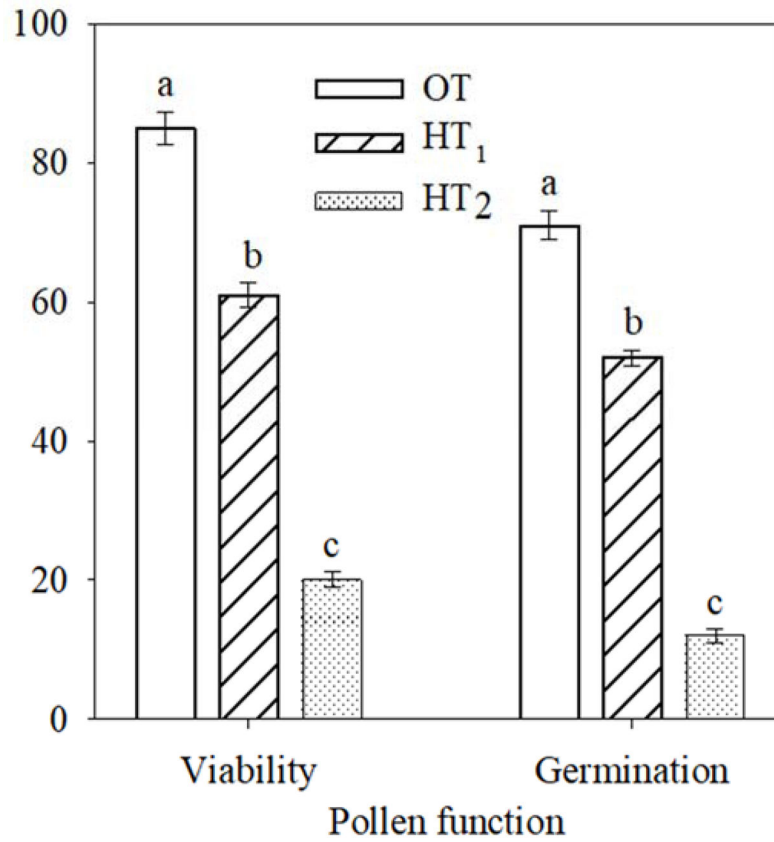 100
80
60
40
20
0
OT
HT₁
HT2
a
b
c
a
b
c
Viability
Germination
Pollen function